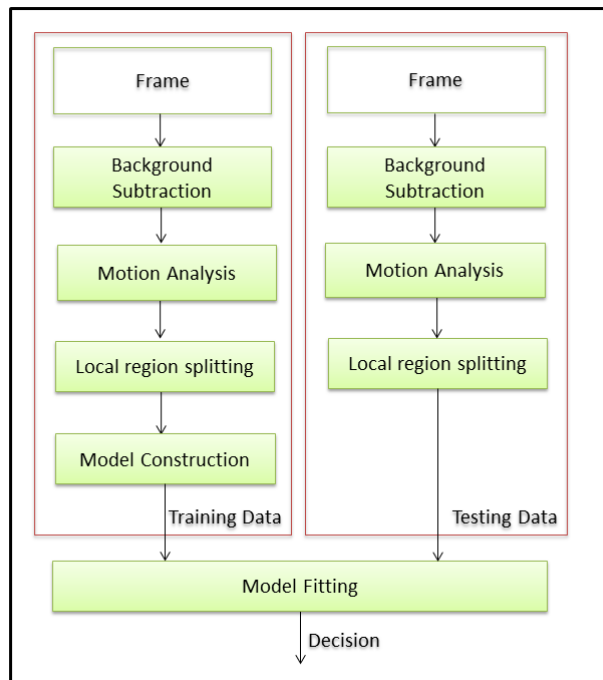 Frame
Background
Subtraction
Motion Analysis
Local region splitting
Model Construction
Training Data
Frame
Background
Subtraction
Motion Analysis
Local region splitting
Testing Data
Model Fitting
Decision